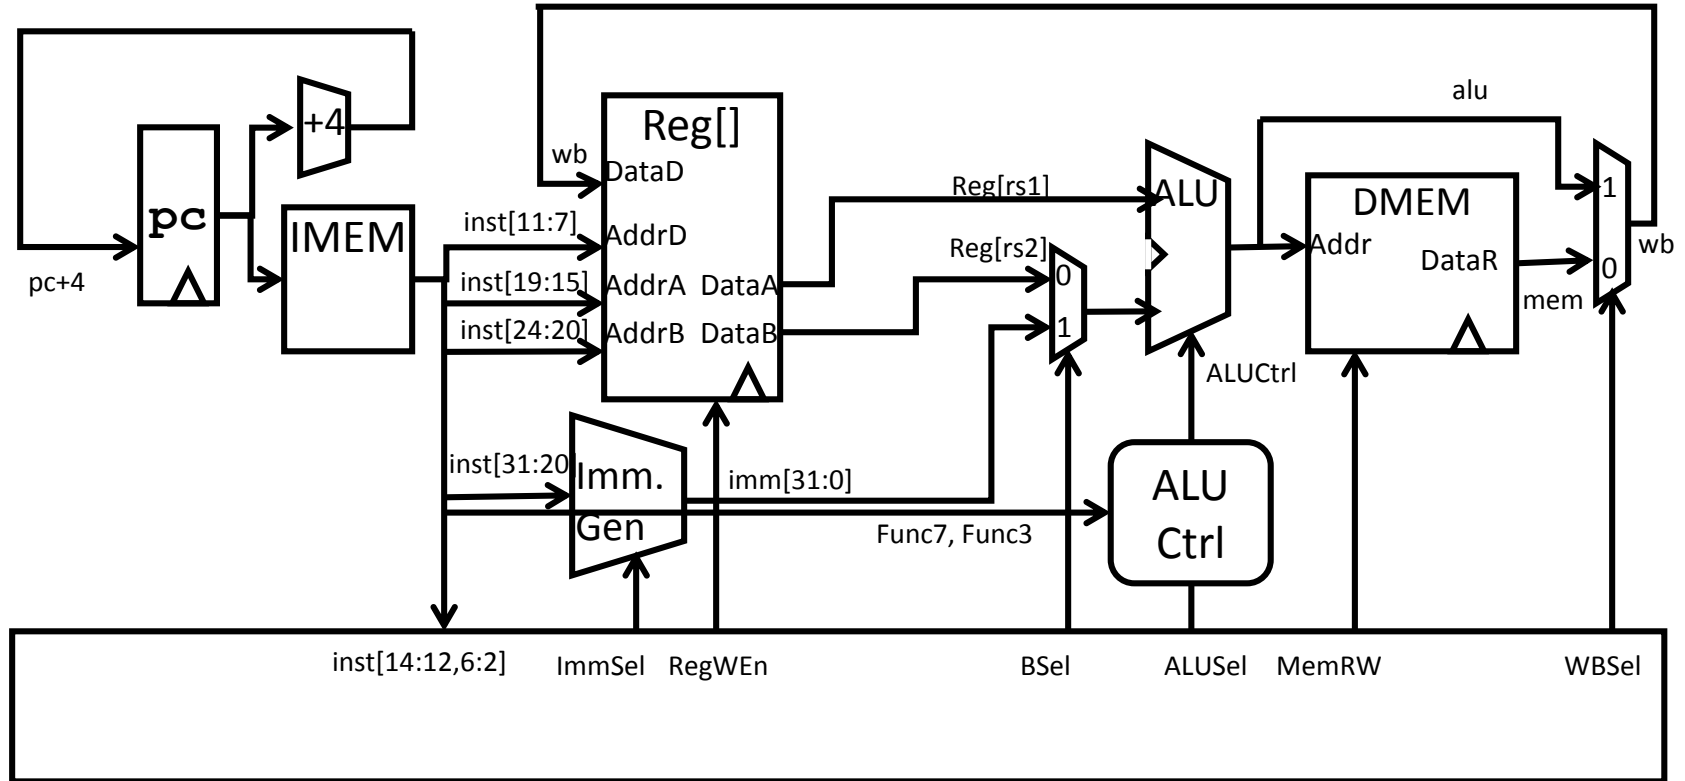 alu
+4
Reg[]
wb
DataD
pc
IMEM
inst[11:7]
AddrD
Reg[rs1]
ALU
DMEM
1
pc+4
inst[19:15]
AddrA
DataA
Reg[rs2]
0
Addr
DataR
wb
0
mem
inst[24:20]
AddrB
DataB
1
ALUCtrl
inst[31:20]
Imm.
Gen
imm[31:0]
Func7, Func3
ALU
Ctrl
inst[14:12,6:2]
ImmSel
RegWEn
BSel
ALUSel
MemRW
WBSel